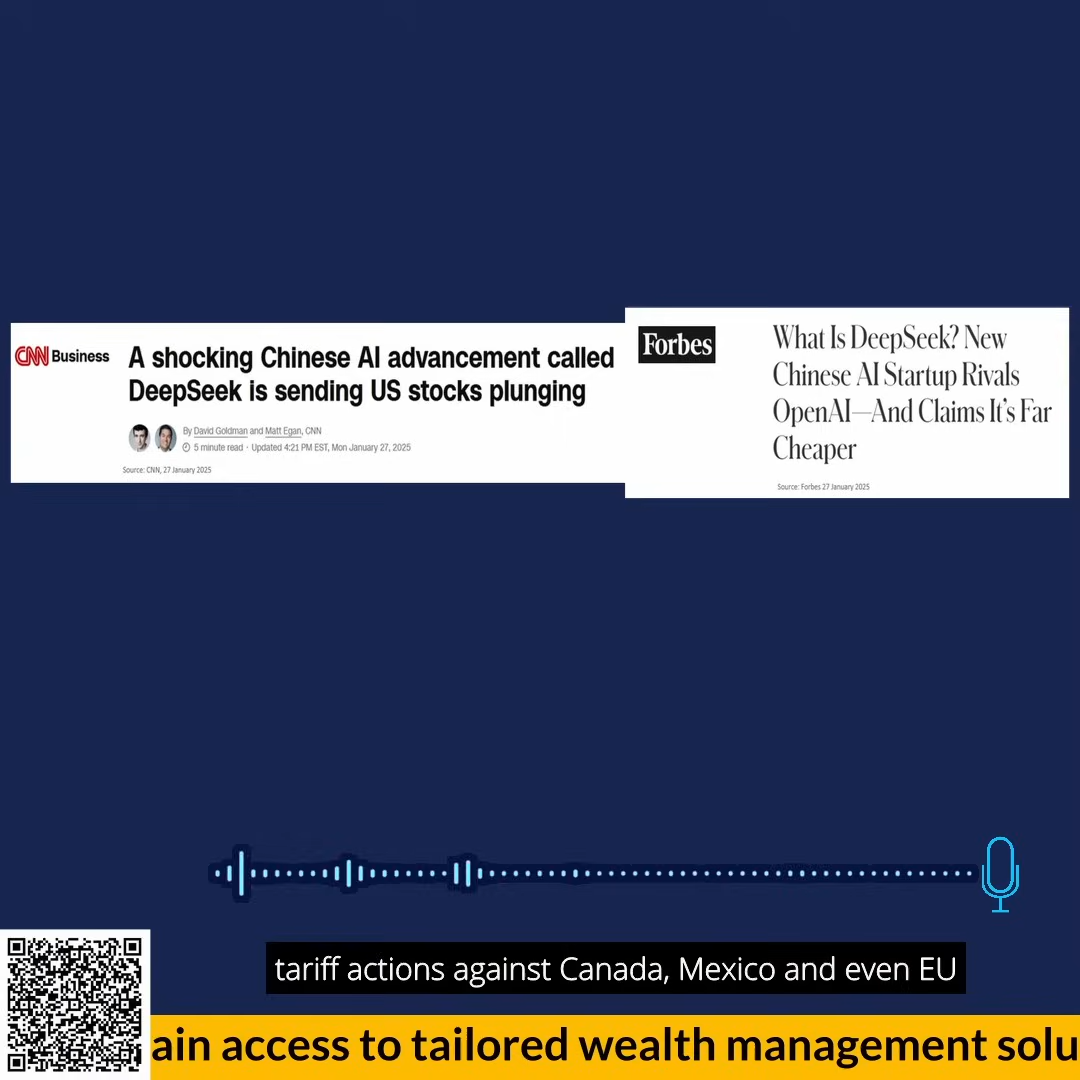 CNN Business
A shocking Chinese AI advancement called
DeepSeek is sending US stocks plunging
By David Goldman and Matt Egan, CNN
5 minute read · Updated 4:21 PM EST, Mon January 27, 2025
Source: CNN, 27 January 2025
Forbes
What Is DeepSeek? New
Chinese AI Startup Rivals
OpenAI—And Claims It's Far
Cheaper
Source: Forbes 27 January 2025
tariff actions against Canada, Mexico and even EU
ain access to tailored wealth management solu